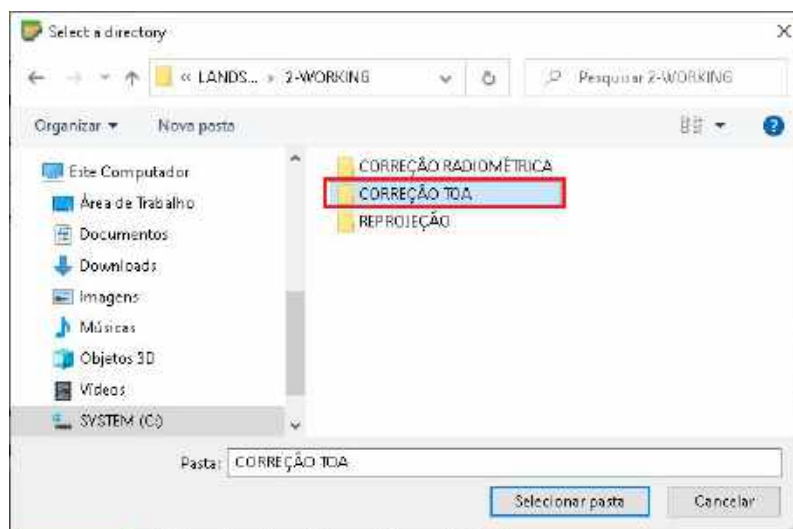 Select a directory
« LANDS... › 2-WORKING
Pesquisar 2-WORKING
Organizar
Nova pasta
Este Computador
Área de Trabalho
Documentos
Downloads
Imagens
Músicas
Objetos 3D
Vídeos
SYSTEM (C:)
CORREÇÃO RADIOMÉTRICA
CORREÇÃO TOA
REPROJEÇÃO
Pasta: CORREÇÃO TOA
Selecionar pasta
Cancelar